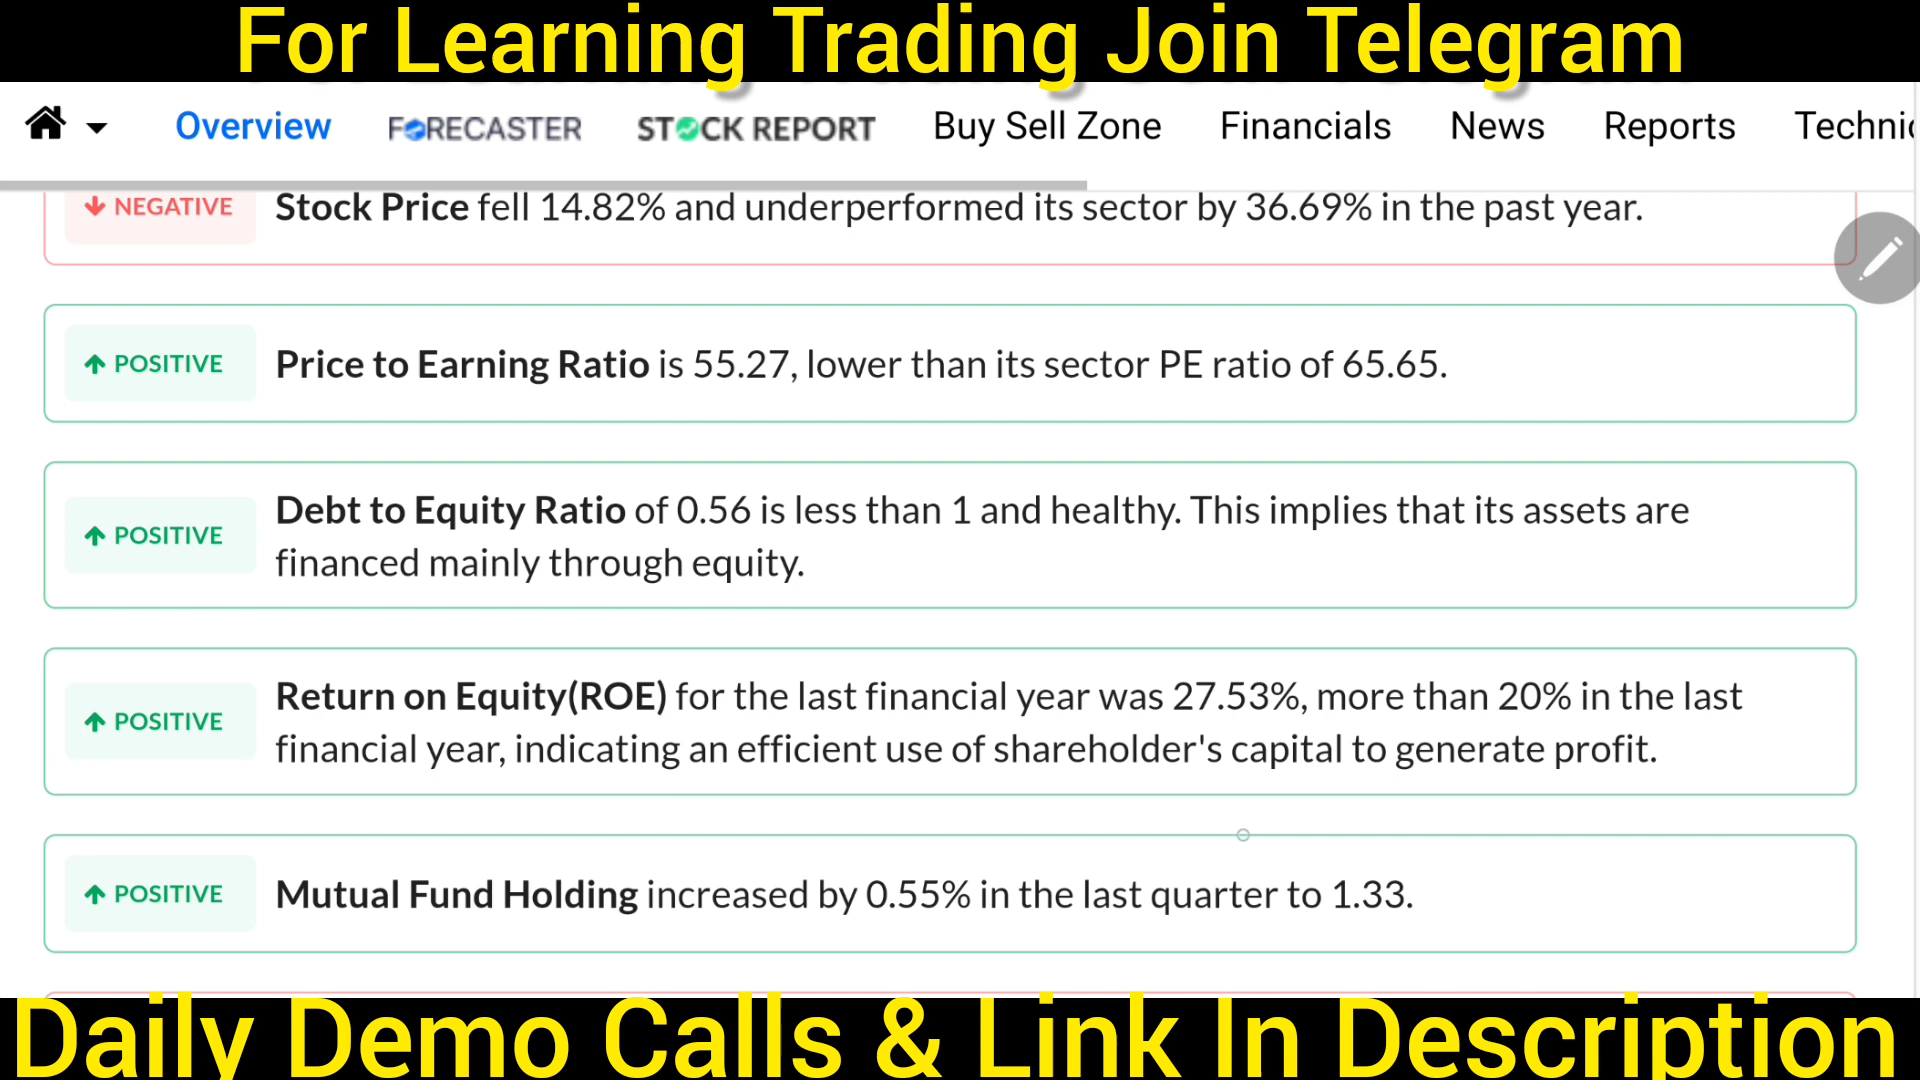 For Learning Trading Join Telegram
Overview FORECASTER STOCK REPORT Buy Sell Zone Financials News Reports Technic
NEGATIVE Stock Price fell 14.82% and underperformed its sector by 36.69% in the past year.
POSITIVE Price to Earning Ratio is 55.27, lower than its sector PE ratio of 65.65.
POSITIVE Debt to Equity Ratio of 0.56 is less than 1 and healthy. This implies that its assets are
financed mainly through equity.
POSITIVE Return on Equity(ROE) for the last financial year was 27.53%, more than 20% in the last
financial year, indicating an efficient use of shareholder's capital to generate profit.
POSITIVE Mutual Fund Holding increased by 0.55% in the last quarter to 1.33.
Daily Demo Calls & Link In Description